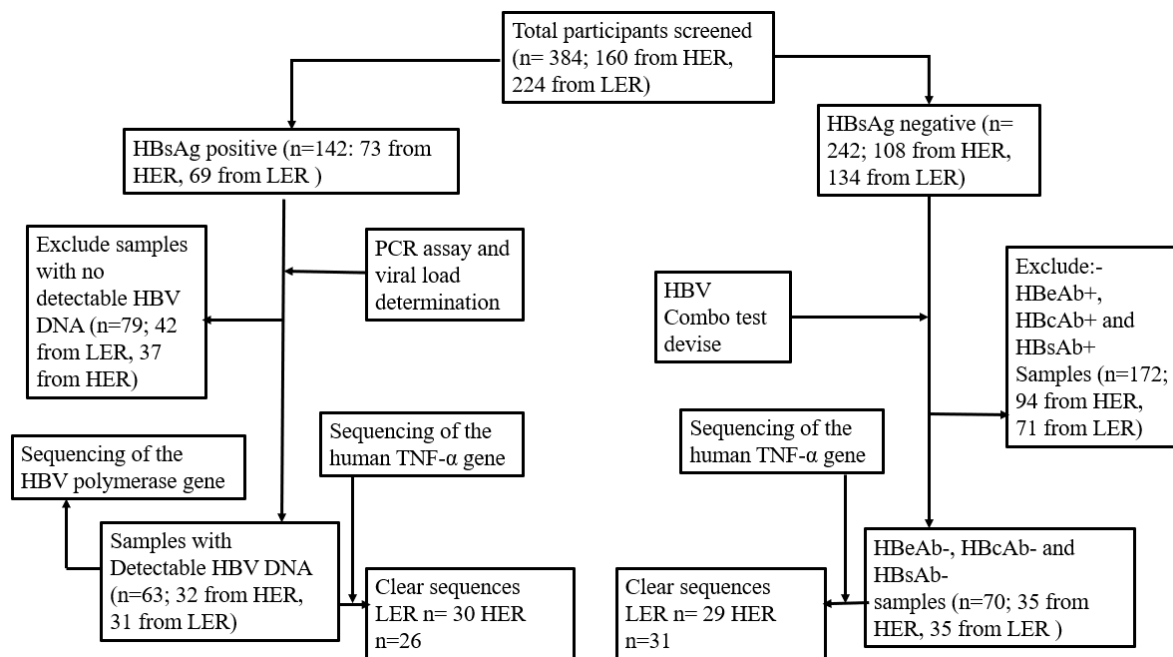 Total participants screened
(n= 384; 160 from HER,
224 from LER)
HBsAg positive (n=142: 73 from
HER, 69 from LER )
HBsAg negative (n=
242; 108 from HER,
134 from LER)
Exclude samples
with no
detectable HBV
DNA (n=79; 42
from LER, 37
from HER)
PCR assay and
viral load
determination
HBV
Combo test
devise
Exclude:-
HBeAb+,
HBcAb+ and
HBsAb+
Samples (n=172;
94 from HER,
71 from LER)
Sequencing of the
HBV polymerase gene
Sequencing of the
human TNF-α gene
Sequencing of the
human TNF-α gene
Samples with
Detectable HBV DNA
(n=63; 32 from HER,
31 from LER)
Clear sequences
LER n= 30 HER
n=26
Clear sequences
LER n= 29 HER
n=31
HBeAb-, HBcAb- and
HBsAb-
samples (n=70; 35 from
HER, 35 from LER )